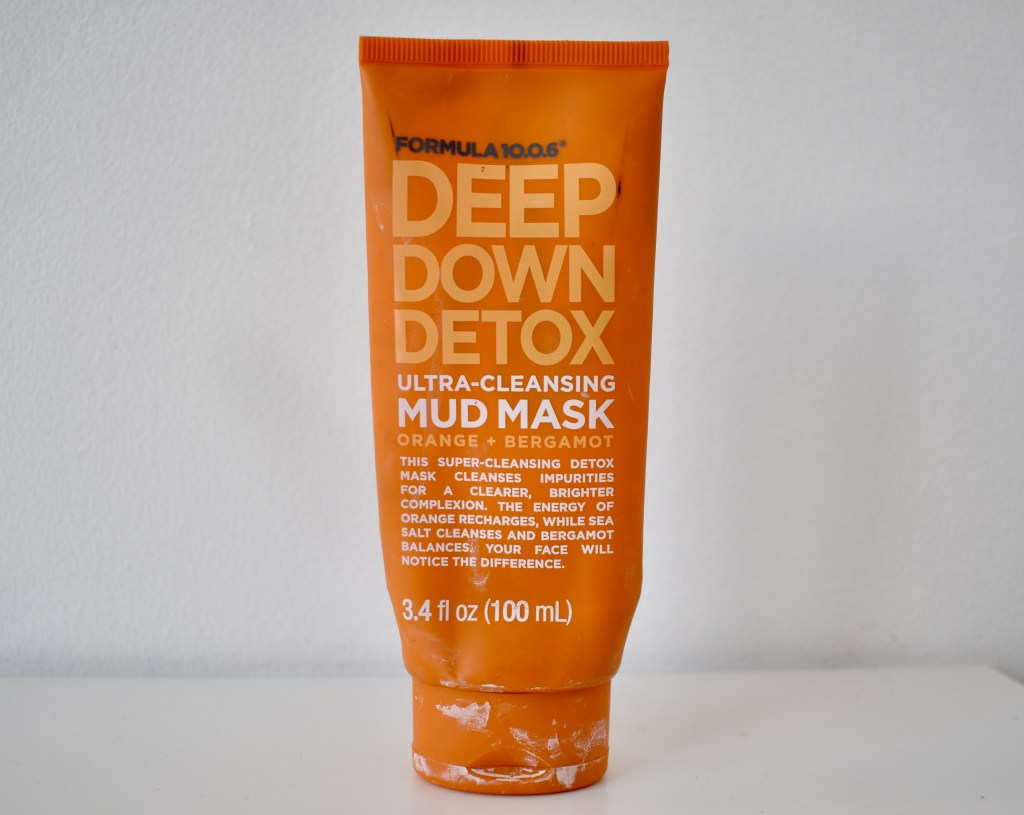 FORMULA 10.0.6®
DEEP
DOWN
DETOX
ULTRA-CLEANSING
MUD MASK
ORANGE + BERGAMOT
THIS SUPER-CLEANSING DETOX
MASK CLEANSES IMPURITIES
FOR A CLEARER, BRIGHTER
COMPLEXION. THE ENERGY OF
ORANGE RECHARGES, WHILE SEA
SALT CLEANSES AND BERGAMOT
BALANCES. YOUR FACE WILL
NOTICE THE DIFFERENCE.
3.4 fl oz (100 mL)